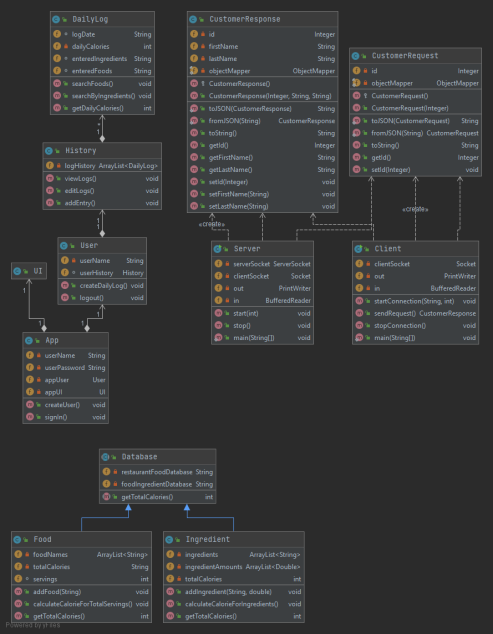 DailyLog
logDate String
dailyCalories int
enteredIngredients String
enteredFoods String
searchFoods() void
searchByIngredients() void
getDailyCalories() int
CustomerResponse
id Integer
firstName String
lastName String
objectMapper ObjectMapper
CustomerResponse()
CustomerResponse(Integer, String, String)
toJSON(CustomerResponse) String
fromJSON(String) CustomerResponse
toString() String
getId() Integer
getFirstName() String
getLastName() String
setId(Integer) void
setFirstName(String) void
setLastName(String) void
CustomerRequest
id Integer
objectMapper ObjectMapper
CustomerRequest()
CustomerRequest(Integer)
toJSON(CustomerRequest) String
fromJSON(String) CustomerRequest
toString() String
getId() Integer
setId(Integer) void
*
1
History
logHistory ArrayList<DailyLog>
viewLogs() void
editLogs() void
addEntry() void
1
1
«create»
«create»
User
userName String
userHistory History
createDailyLog() void
logout() void
Server
serverSocket ServerSocket
clientSocket Socket
out PrintWriter
in BufferedReader
start(int) void
stop() void
main(String[]) void
Client
clientSocket Socket
out PrintWriter
in BufferedReader
startConnection(String, int) void
sendRequest() CustomerResponse
stopConnection() void
main(String[]) void
UI
1
1
1
1
App
userName String
userPassword String
appUser User
appUI UI
createUser() void
signIn() void
Database
restaurantFoodDatabase String
foodIngredientDatabase String
getTotalCalories() int
Food
foodNames ArrayList<String>
totalCalories String
servings int
addFood(String) void
calculateCalorieForTotalServings() void
getTotalCalories() int
Ingredient
ingredients ArrayList<String>
ingredientAmounts ArrayList<Double>
totalCalories int
addIngredient(String, double) void
calculateCalorieForIngredients() void
getTotalCalories() int
Powered by yFiles